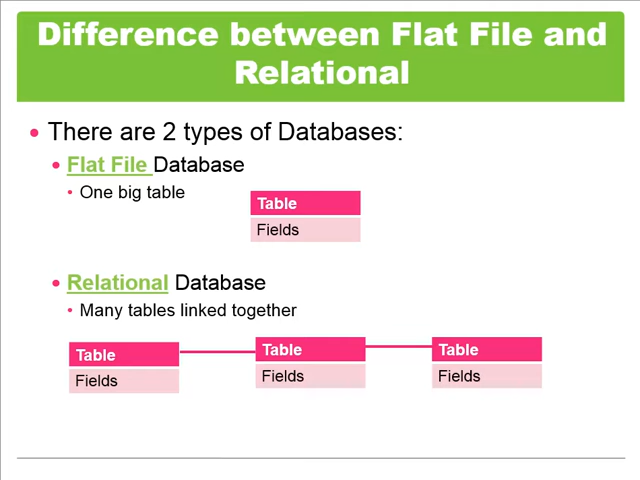 Difference between Flat File and
Relational
• There are 2 types of Databases:
• Flat File Database
• One big table
Table
Fields
• Relational Database
• Many tables linked together
Table Table Table
Fields Fields Fields